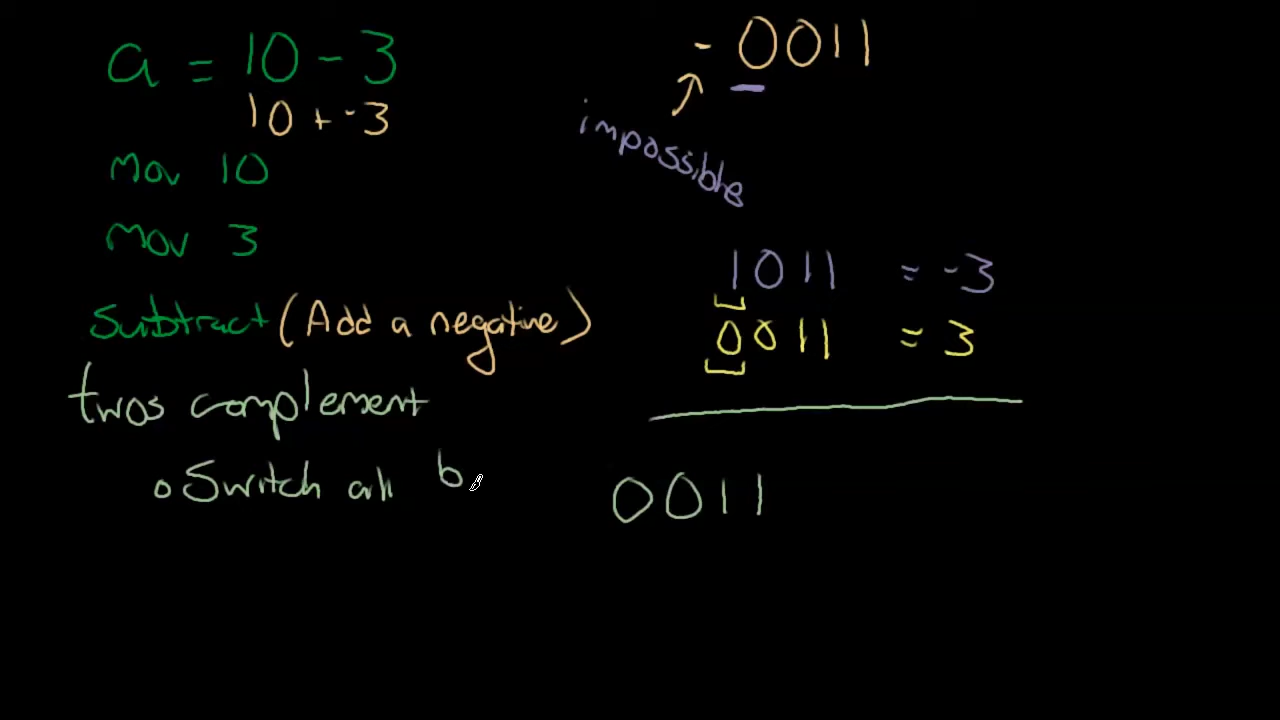 a = 10 - 3
10 + -3
Mov 10
Mov 3
Subtract (Add a negative)
twos complement
o Switch all b
- 0011
impossible
1011 = -3
0011 = 3
0011